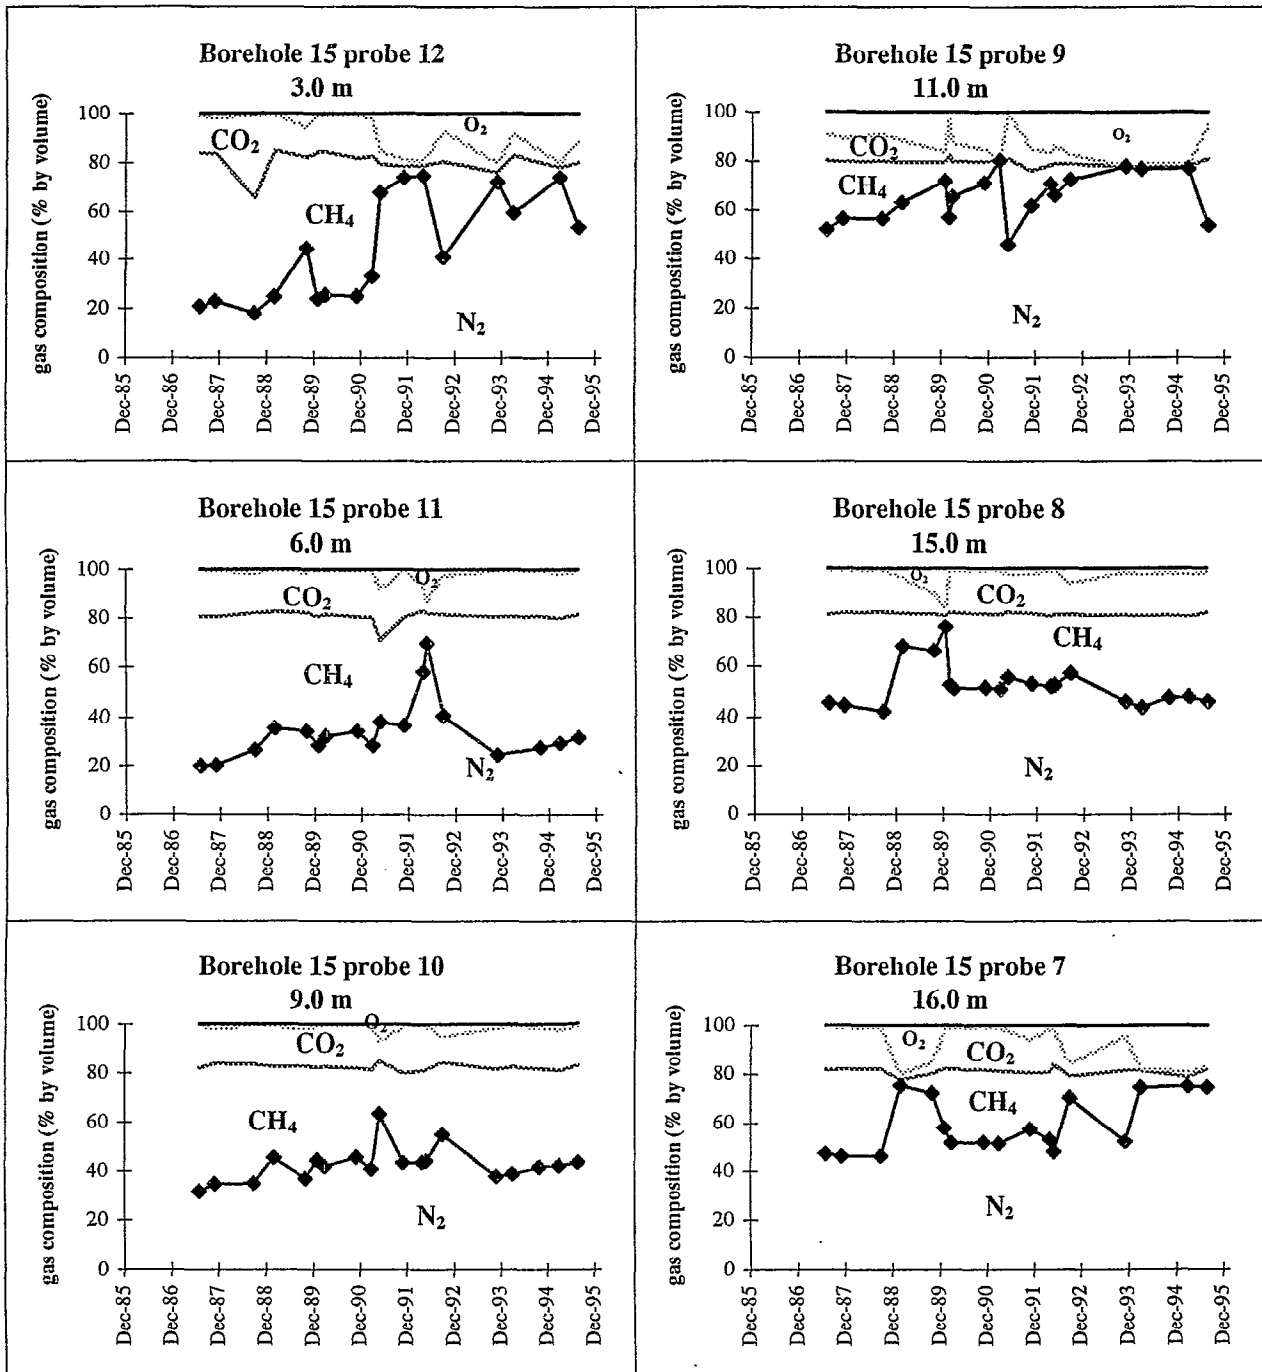 Borehole 15 probe 12
3.0 m
gas composition (% by volume)
100
80
60
40
20
0
O₂
CO₂
CH₄
N₂
Dec-85
Dec-86
Dec-87
Dec-88
Dec-89
Dec-90
Dec-91
Dec-92
Dec-93
Dec-94
Dec-95
Borehole 15 probe 9
11.0 m
gas composition (% by volume)
100
80
60
40
20
0
O₂
CO₂
CH₄
N₂
Dec-85
Dec-86
Dec-87
Dec-88
Dec-89
Dec-90
Dec-91
Dec-92
Dec-93
Dec-94
Dec-95
Borehole 15 probe 11
6.0 m
gas composition (% by volume)
100
80
60
40
20
0
O₂
CO₂
CH₄
N₂
Dec-85
Dec-86
Dec-87
Dec-88
Dec-89
Dec-90
Dec-91
Dec-92
Dec-93
Dec-94
Dec-95
Borehole 15 probe 8
15.0 m
gas composition (% by volume)
100
80
60
40
20
0
O₂
CO₂
CH₄
N₂
Dec-85
Dec-86
Dec-87
Dec-88
Dec-89
Dec-90
Dec-91
Dec-92
Dec-93
Dec-94
Dec-95
Borehole 15 probe 10
9.0 m
gas composition (% by volume)
100
80
60
40
20
0
O₂
CO₂
CH₄
N₂
Dec-85
Dec-86
Dec-87
Dec-88
Dec-89
Dec-90
Dec-91
Dec-92
Dec-93
Dec-94
Dec-95
Borehole 15 probe 7
16.0 m
gas composition (% by volume)
100
80
60
40
20
0
O₂
CO₂
CH₄
N₂
Dec-85
Dec-86
Dec-87
Dec-88
Dec-89
Dec-90
Dec-91
Dec-92
Dec-93
Dec-94
Dec-95